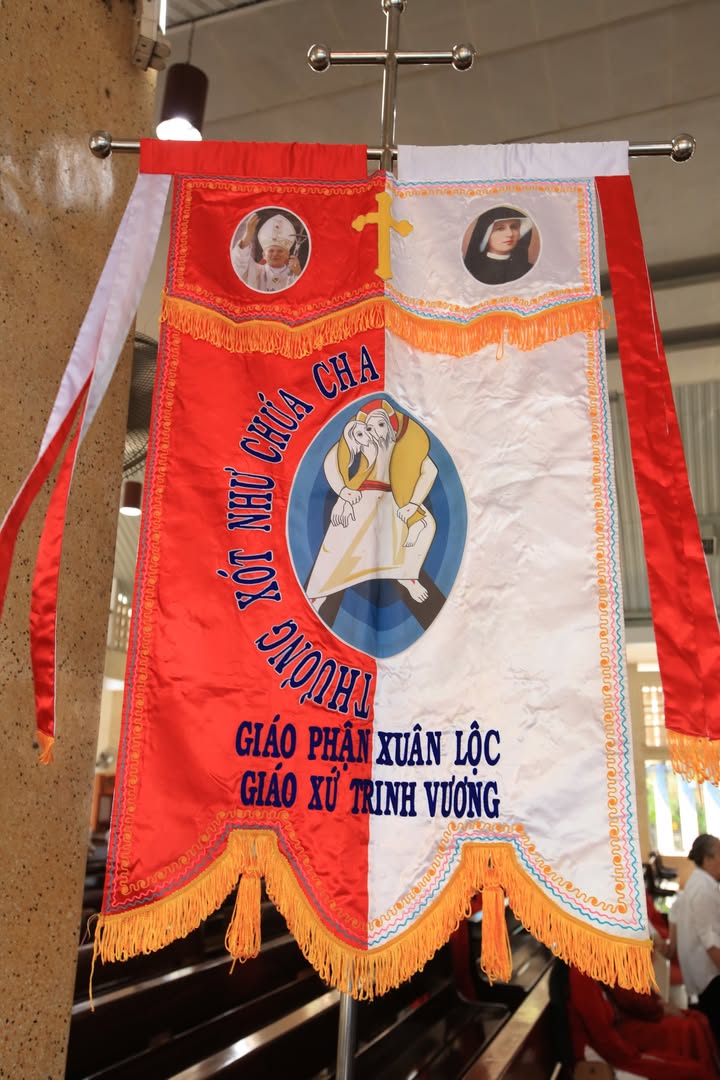 THƯƠNG XÓT NHƯ CHÚA CHA
GIÁO PHẬN XUÂN LỘC
GIÁO XỨ TRINH VƯƠNG